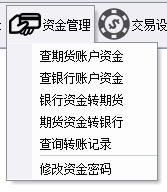 资金管理 交易设
查期货账户资金
查银行账户资金
银行资金转期货
期货资金转银行
查询转账记录
修改资金密码